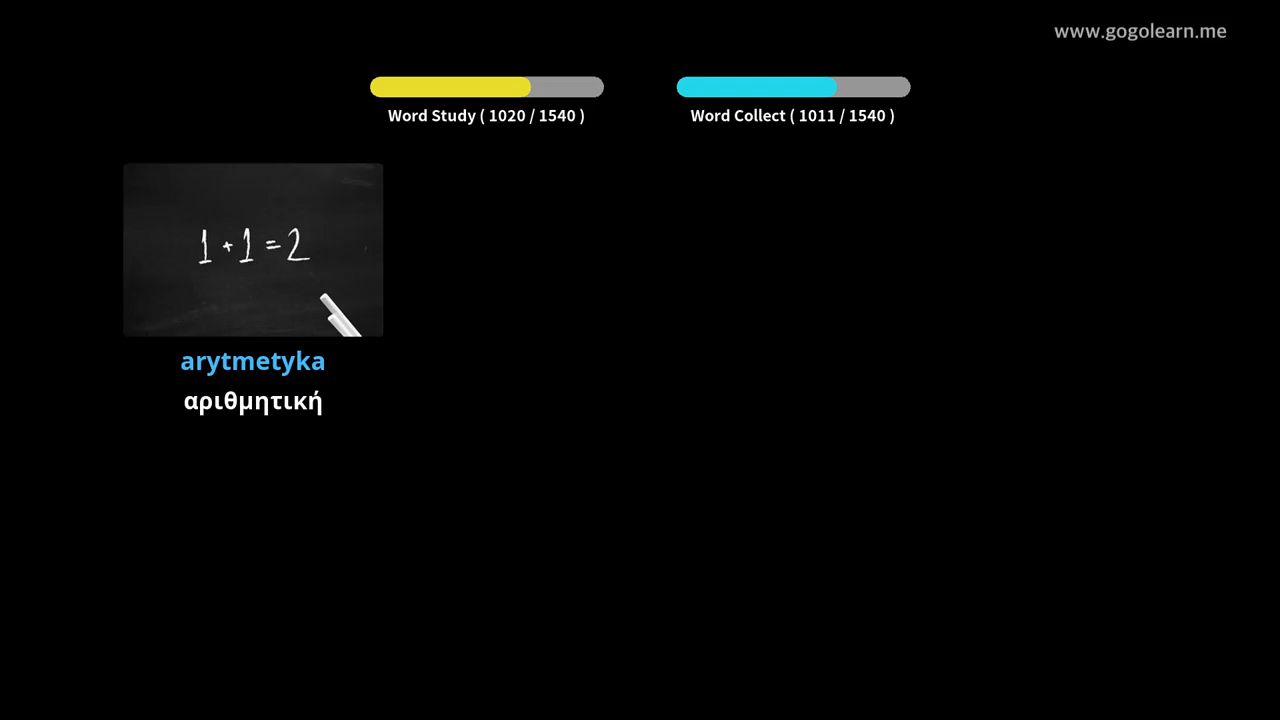 www.gogolearn.me
Word Study ( 1020 / 1540 )
Word Collect ( 1011 / 1540 )
1 + 1 = 2
arytmetyka
αριθμητική